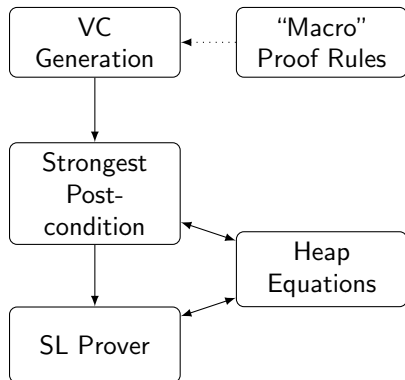 VC
Generation
“Macro”
Proof Rules
Strongest
Post-
condition
Heap
Equations
SL Prover